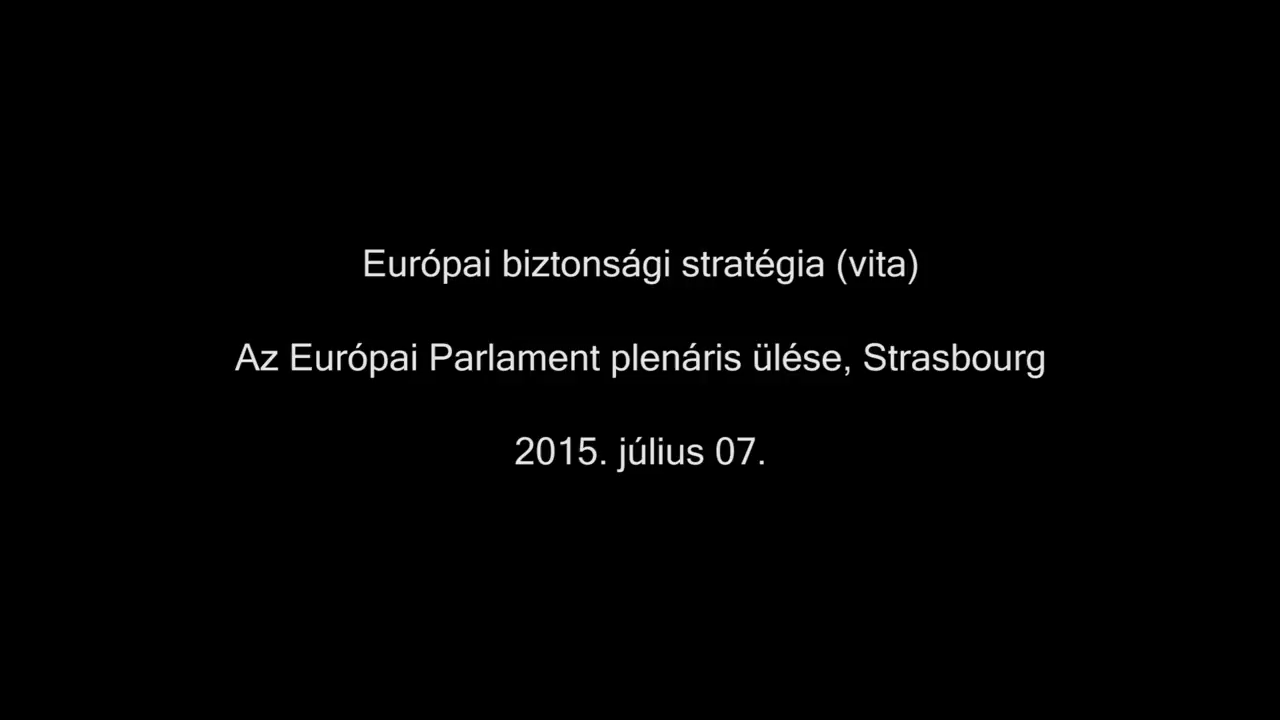 Európai biztonsági stratégia (vita)
Az Európai Parlament plenáris ülése, Strasbourg
2015. július 07.